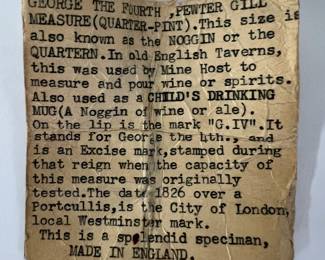 GEORGE THE FOURTH ,PEWTER GILL
MEASURE(QUARTER-PINT).This size is
also known as the NOGGIN or the
QUARTERN. In old English Taverns,
this was used by Mine Host to
measure and pour wine or spirits.
Also used as a CHILD'S DRINKING
MUG(A Noggin of wine or ale).
On the lip is the mark "G.IV".It
stands for George the 4th., and
is an Excise mark,stamped during
that reign when the capacity of
this measure was originally
tested.The date 1826 over a
Portcullis,is the City of London,
local Westminster mark.
This is a splendid speciman,
MADE IN ENGLAND.